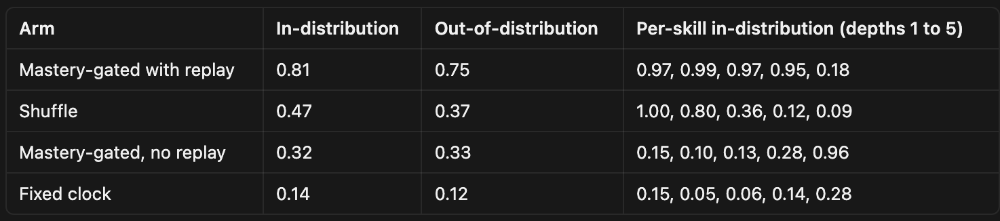 Arm In-distribution Out-of-distribution Per-skill in-distribution (depths 1 to 5)
Mastery-gated with replay 0.81 0.75 0.97, 0.99, 0.97, 0.95, 0.18
Shuffle 0.47 0.37 1.00, 0.80, 0.36, 0.12, 0.09
Mastery-gated, no replay 0.32 0.33 0.15, 0.10, 0.13, 0.28, 0.96
Fixed clock 0.14 0.12 0.15, 0.05, 0.06, 0.14, 0.28